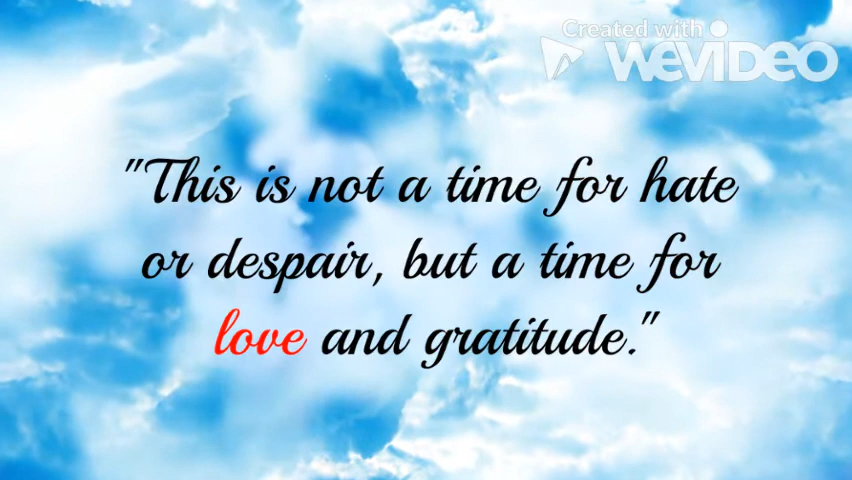 Created with
WEVIDEO
"This is not a time for hate
or despair, but a time for
love and gratitude."